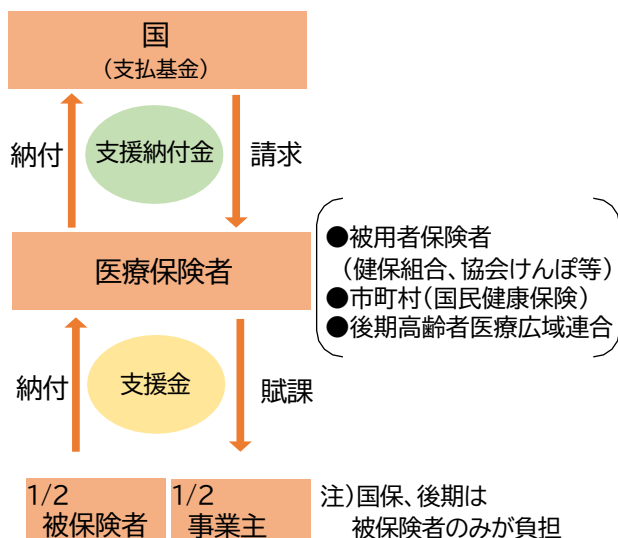 国
(支払基金)
納付
支援納付金
請求
医療保険者
●被用者保険者
(健保組合、協会けんぽ等)
●市町村(国民健康保険)
●後期高齢者医療広域連合
納付
支援金
賦課
1/2
被保険者
1/2
事業主
注)国保、後期は
被保険者のみが負担